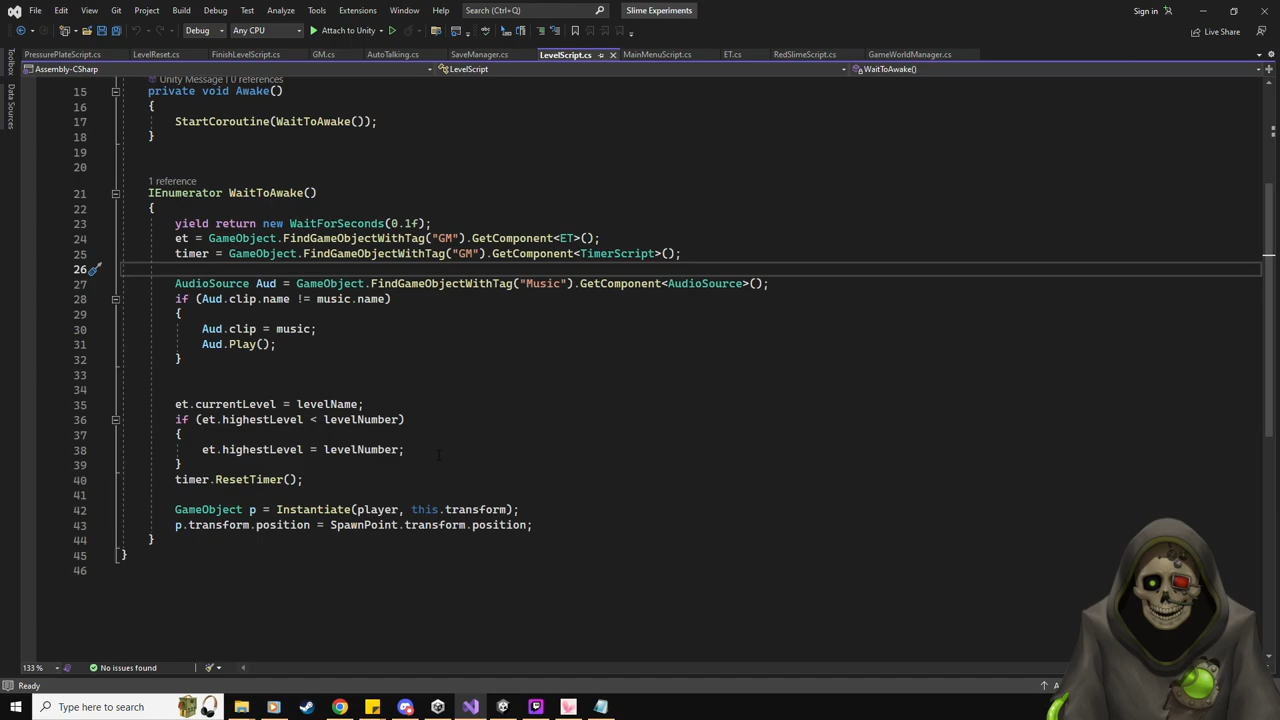 File Edit View Git Project Build Debug Test Analyze Tools Extensions Window Help Search (Ctrl+Q) Slime Experiments Sign in
Debug Any CPU Attach to Unity Live Share
PressurePlateScript.cs LevelReset.cs FinishLevelScript.cs GM.cs AutoTalking.cs SaveManager.cs LevelScript.cs MainMenuScript.cs ET.cs RedSlimeScript.cs GameWorldManager.cs
Assembly-CSharp LevelScript WaitToAwake()
Toolbox
Data Sources
Unity Message | 0 references
15 private void Awake()
16 {
17 StartCoroutine(WaitToAwake());
18 }
19
20
1 reference
21 IEnumerator WaitToAwake()
22 {
23 yield return new WaitForSeconds(0.1f);
24 et = GameObject.FindGameObjectWithTag("GM").GetComponent<ET>();
25 timer = GameObject.FindGameObjectWithTag("GM").GetComponent<TimerScript>();
26
27 AudioSource Aud = GameObject.FindGameObjectWithTag("Music").GetComponent<AudioSource>();
28 if (Aud.clip.name != music.name)
29 {
30 Aud.clip = music;
31 Aud.Play();
32 }
33
34
35 et.currentLevel = levelName;
36 if (et.highestLevel < levelNumber)
37 {
38 et.highestLevel = levelNumber;
39 }
40 timer.ResetTimer();
41
42 GameObject p = Instantiate(player, this.transform);
43 p.transform.position = SpawnPoint.transform.position;
44 }
45 }
46
133 % No issues found
Ready
Type here to search